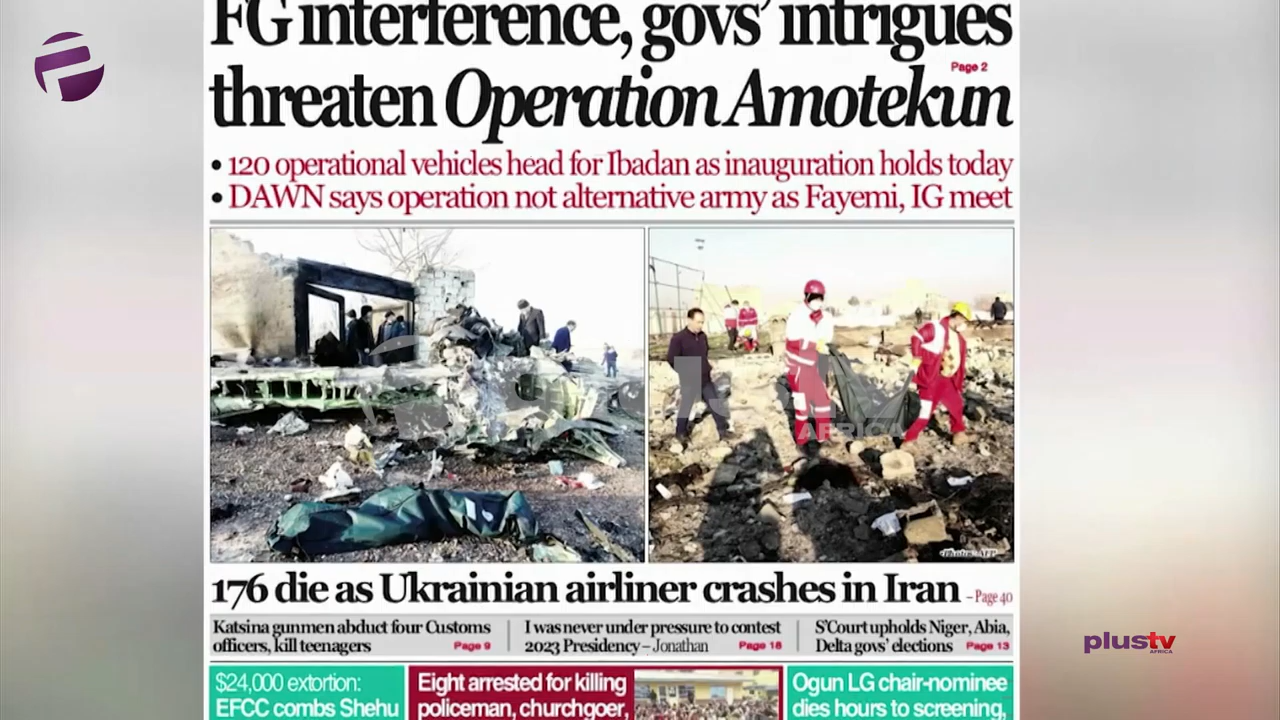 FG interference, govs' intrigues
Page 2
threaten Operation Amotekun
• 120 operational vehicles head for Ibadan as inauguration holds today
• DAWN says operation not alternative army as Fayemi, IG meet
AFRICA
Photos: AFP
176 die as Ukrainian airliner crashes in Iran – Page 40
Katsina gunmen abduct four Customs
officers, kill teenagers Page 9
I was never under pressure to contest
2023 Presidency – Jonathan Page 18
S'Court upholds Niger, Abia,
Delta govs' elections Page 13
plustv
AFRICA
$24,000 extortion:
EFCC combs Shehu
Eight arrested for killing
policeman, churchgoer,
Ogun LG chair-nominee
dies hours to screening,